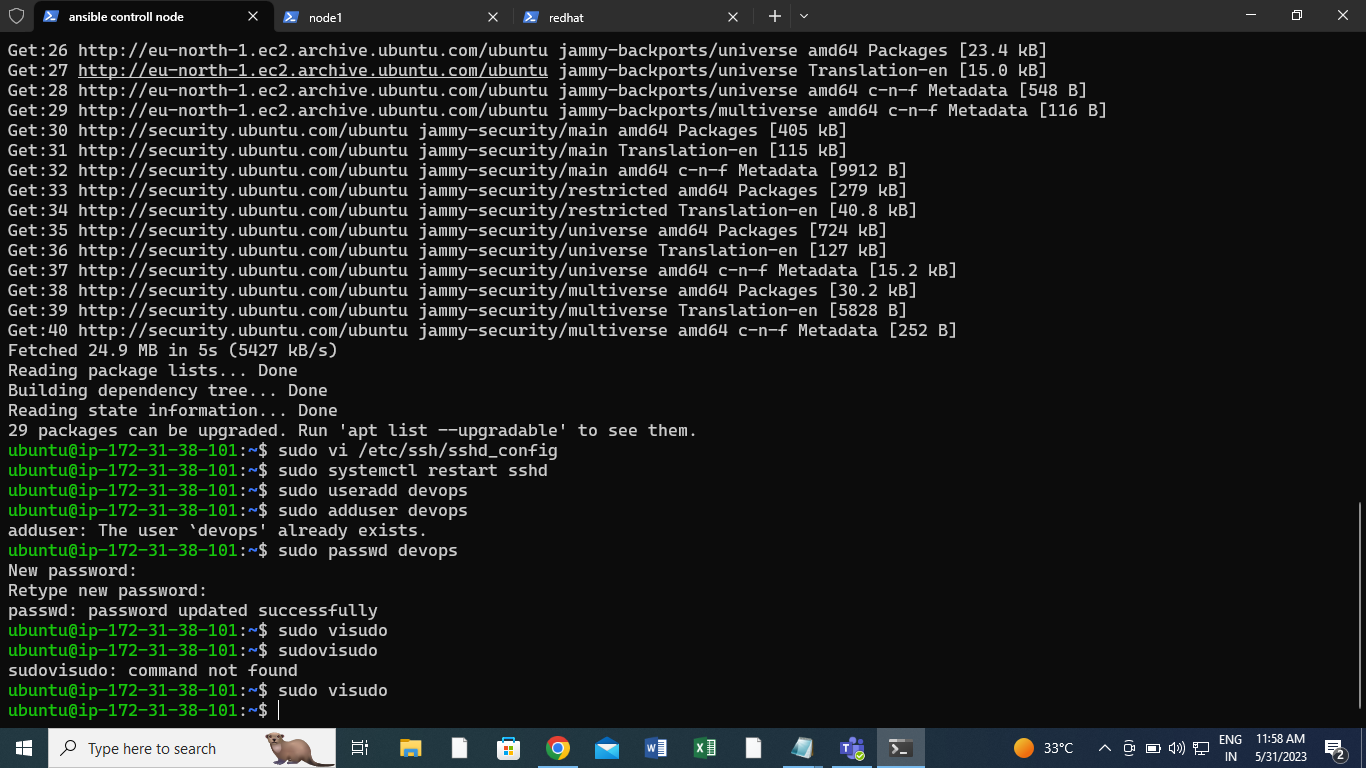 ansible controll node
node1
redhat
Get:26 http://eu-north-1.ec2.archive.ubuntu.com/ubuntu jammy-backports/universe amd64 Packages [23.4 kB]
Get:27 http://eu-north-1.ec2.archive.ubuntu.com/ubuntu jammy-backports/universe Translation-en [15.0 kB]
Get:28 http://eu-north-1.ec2.archive.ubuntu.com/ubuntu jammy-backports/universe amd64 c-n-f Metadata [548 B]
Get:29 http://eu-north-1.ec2.archive.ubuntu.com/ubuntu jammy-backports/multiverse amd64 c-n-f Metadata [116 B]
Get:30 http://security.ubuntu.com/ubuntu jammy-security/main amd64 Packages [405 kB]
Get:31 http://security.ubuntu.com/ubuntu jammy-security/main Translation-en [115 kB]
Get:32 http://security.ubuntu.com/ubuntu jammy-security/main amd64 c-n-f Metadata [9912 B]
Get:33 http://security.ubuntu.com/ubuntu jammy-security/restricted amd64 Packages [279 kB]
Get:34 http://security.ubuntu.com/ubuntu jammy-security/restricted Translation-en [40.8 kB]
Get:35 http://security.ubuntu.com/ubuntu jammy-security/universe amd64 Packages [724 kB]
Get:36 http://security.ubuntu.com/ubuntu jammy-security/universe Translation-en [127 kB]
Get:37 http://security.ubuntu.com/ubuntu jammy-security/universe amd64 c-n-f Metadata [15.2 kB]
Get:38 http://security.ubuntu.com/ubuntu jammy-security/multiverse amd64 Packages [30.2 kB]
Get:39 http://security.ubuntu.com/ubuntu jammy-security/multiverse Translation-en [5828 B]
Get:40 http://security.ubuntu.com/ubuntu jammy-security/multiverse amd64 c-n-f Metadata [252 B]
Fetched 24.9 MB in 5s (5427 kB/s)
Reading package lists... Done
Building dependency tree... Done
Reading state information... Done
29 packages can be upgraded. Run 'apt list --upgradable' to see them.
ubuntu@ip-172-31-38-101:~$ sudo vi /etc/ssh/sshd_config
ubuntu@ip-172-31-38-101:~$ sudo systemctl restart sshd
ubuntu@ip-172-31-38-101:~$ sudo useradd devops
ubuntu@ip-172-31-38-101:~$ sudo adduser devops
adduser: The user `devops' already exists.
ubuntu@ip-172-31-38-101:~$ sudo passwd devops
New password:
Retype new password:
passwd: password updated successfully
ubuntu@ip-172-31-38-101:~$ sudo visudo
ubuntu@ip-172-31-38-101:~$ sudovisudo
sudovisudo: command not found
ubuntu@ip-172-31-38-101:~$ sudo visudo
ubuntu@ip-172-31-38-101:~$
Type here to search
33°C
ENG
IN
11:58 AM
5/31/2023
2